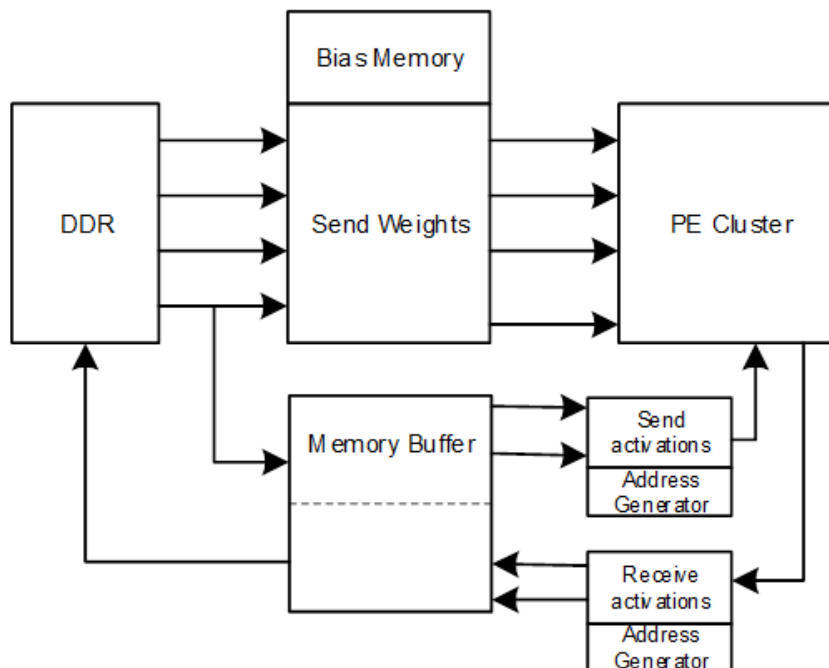 Bias Memory
DDR
Send Weights
PE Cluster
Memory Buffer
Send
activations
Address
Generator
Receive
activations
Address
Generator